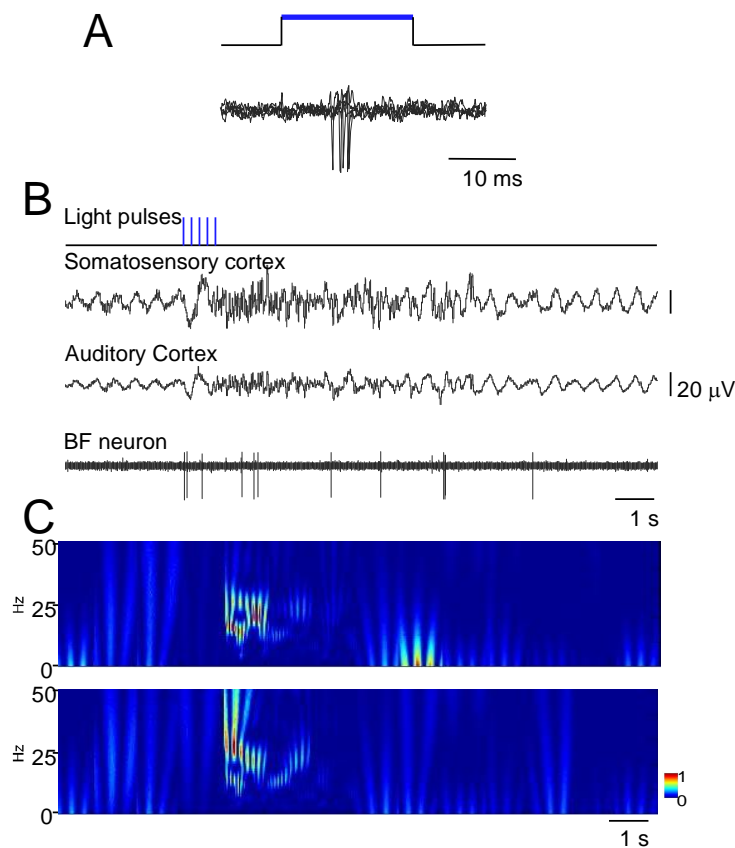 A
10 ms
B
Light pulses
Somatosensory cortex
Auditory Cortex
20 μV
BF neuron
1 s
C
50
25
0
Hz
50
25
0
Hz
1
0
1 s